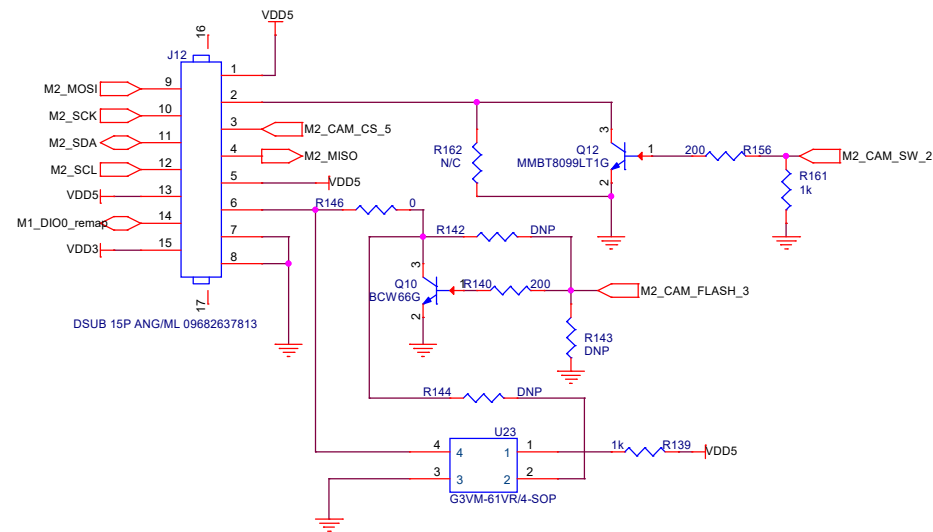 VDD5
16
J12
1
M2_MOSI 9
2
M2_SCK 10
3 M2_CAM_CS_5
M2_SDA 11
4 M2_MISO
M2_SCL 12
5 VDD5
VDD5 13
6 R146 0
M1_DIO0_remap 14
7
VDD3 15
8
17
DSUB 15P ANG/ML 09682637813
R162
N/C
3
Q12
MMBT8099LT1G
1
2
200 R156
M2_CAM_SW_2
R161
1k
R142 DNP
3
Q10
BCW66G
1
2
R140 200
M2_CAM_FLASH_3
R143
DNP
R144 DNP
U23
4 4 1 1
3 3 2 2
G3VM-61VR/4-SOP
1k R139
VDD5